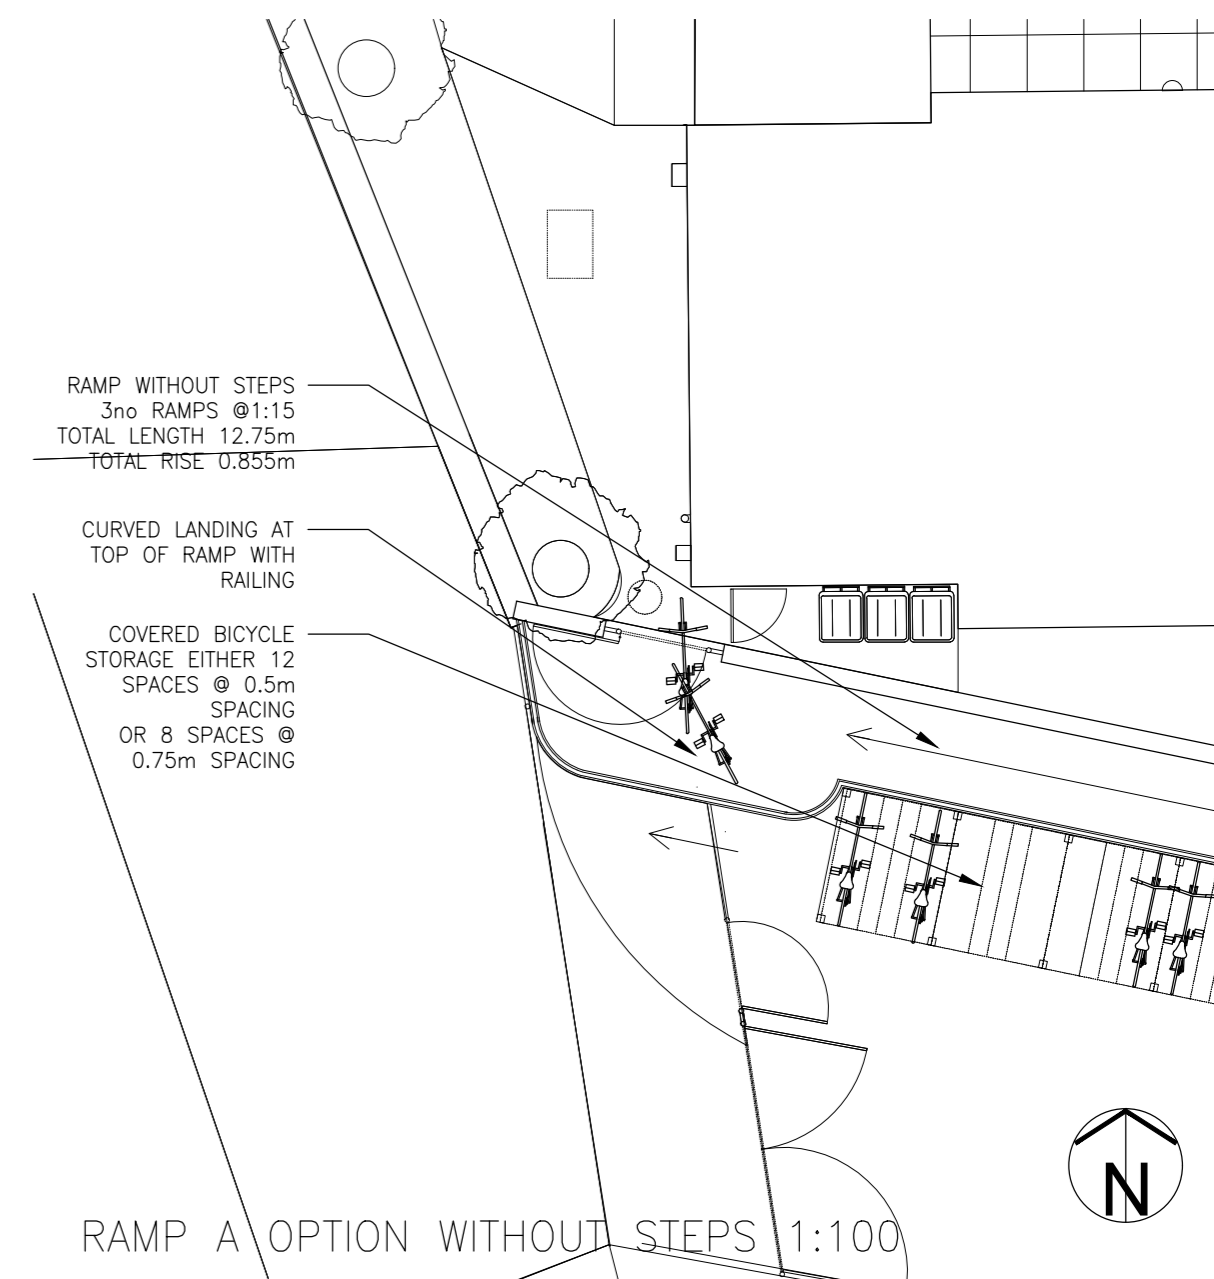 RAMP WITHOUT STEPS
3no RAMPS @1:15
TOTAL LENGTH 12.75m
TOTAL RISE 0.855m
CURVED LANDING AT
TOP OF RAMP WITH
RAILING
COVERED BICYCLE
STORAGE EITHER 12
SPACES @ 0.5m
SPACING
OR 8 SPACES @
0.75m SPACING
N
RAMP A OPTION WITHOUT STEPS 1:100